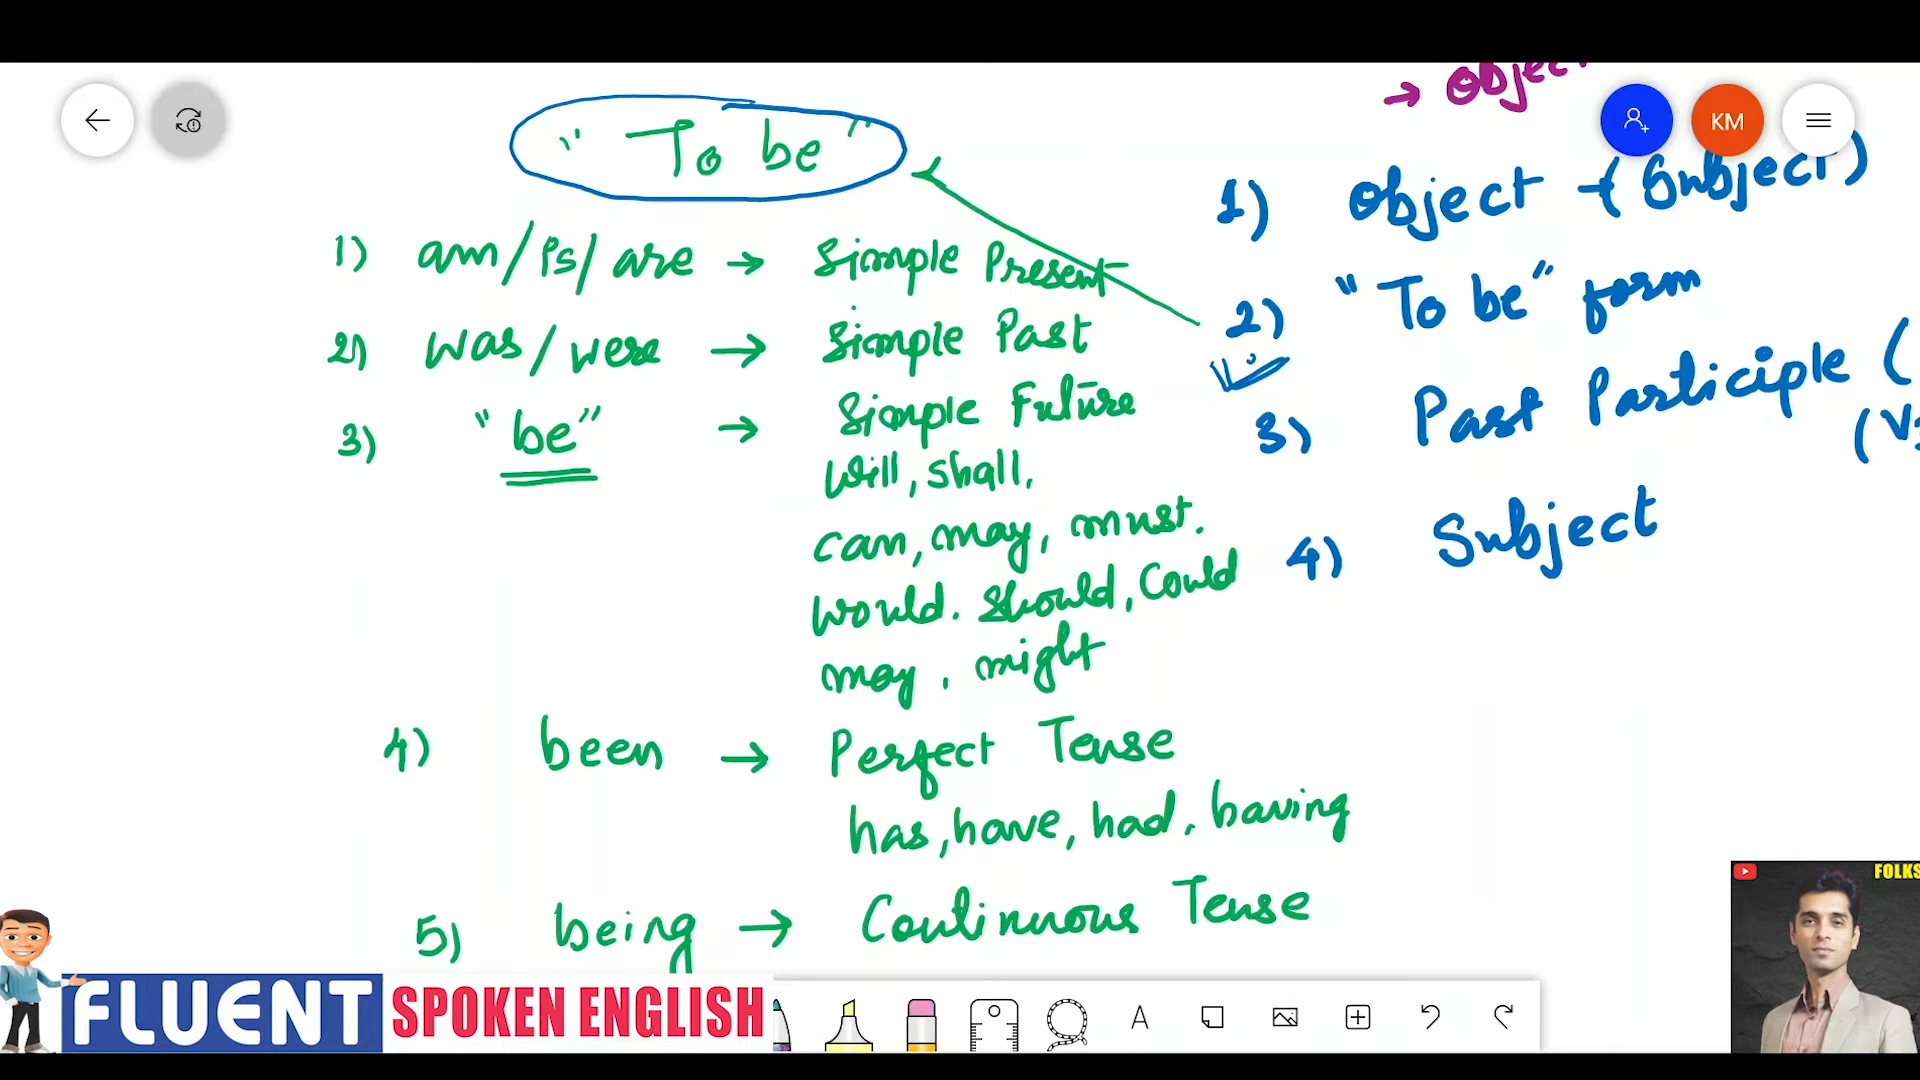 → Object
KM
" To be "
1) Object → (Subject)
1) am/is/are → Simple Present
2) "To be" form
2) was/were → Simple Past
3) Past Participle (
(V3
3) "be" → Simple Future
will, shall,
can, may, must.
would. should, could
may, might
4) Subject
4) been → Perfect Tense
has, have, had, having
5) being → Continuous Tense
FOLKS
FLUENT SPOKEN ENGLISH
A